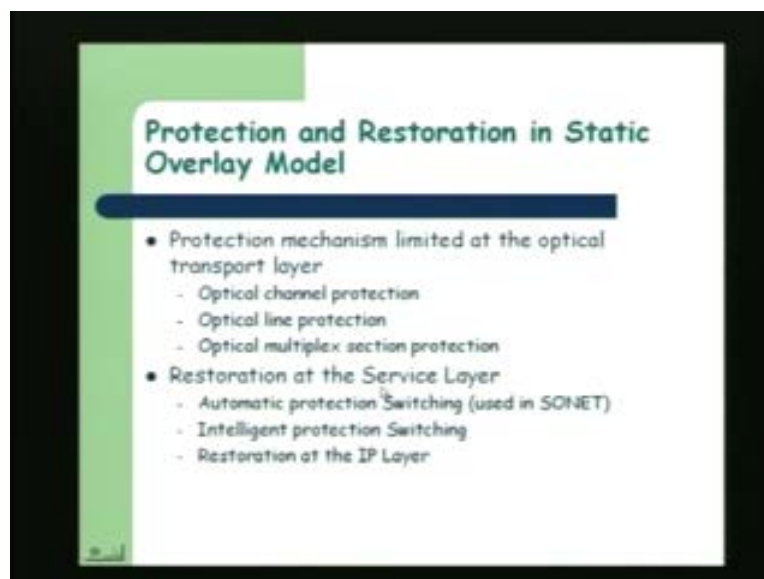 Protection and Restoration in Static
Overlay Model
• Protection mechanism limited at the optical
transport layer
- Optical channel protection
- Optical line protection
- Optical multiplex section protection
• Restoration at the Service Layer
- Automatic protection Switching (used in SONET)
- Intelligent protection Switching
- Restoration at the IP Layer